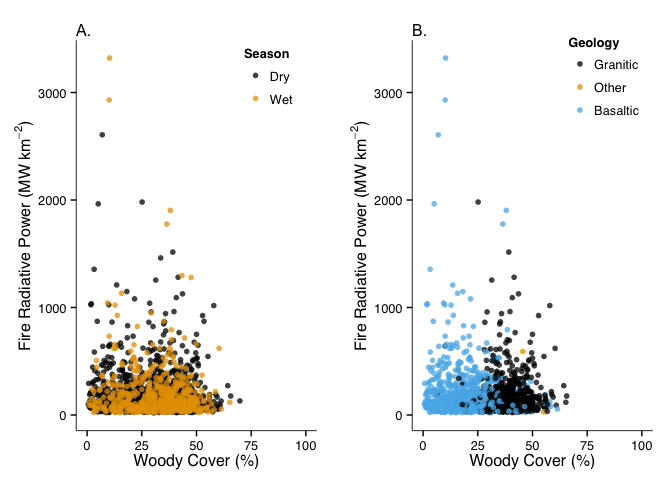 A.
Season
Dry
Wet
Fire Radiative Power (MW km−2)
3000
2000
1000
0
0 25 50 75 100
Woody Cover (%)
B.
Geology
Granitic
Other
Basaltic
Fire Radiative Power (MW km−2)
3000
2000
1000
0
0 25 50 75 100
Woody Cover (%)